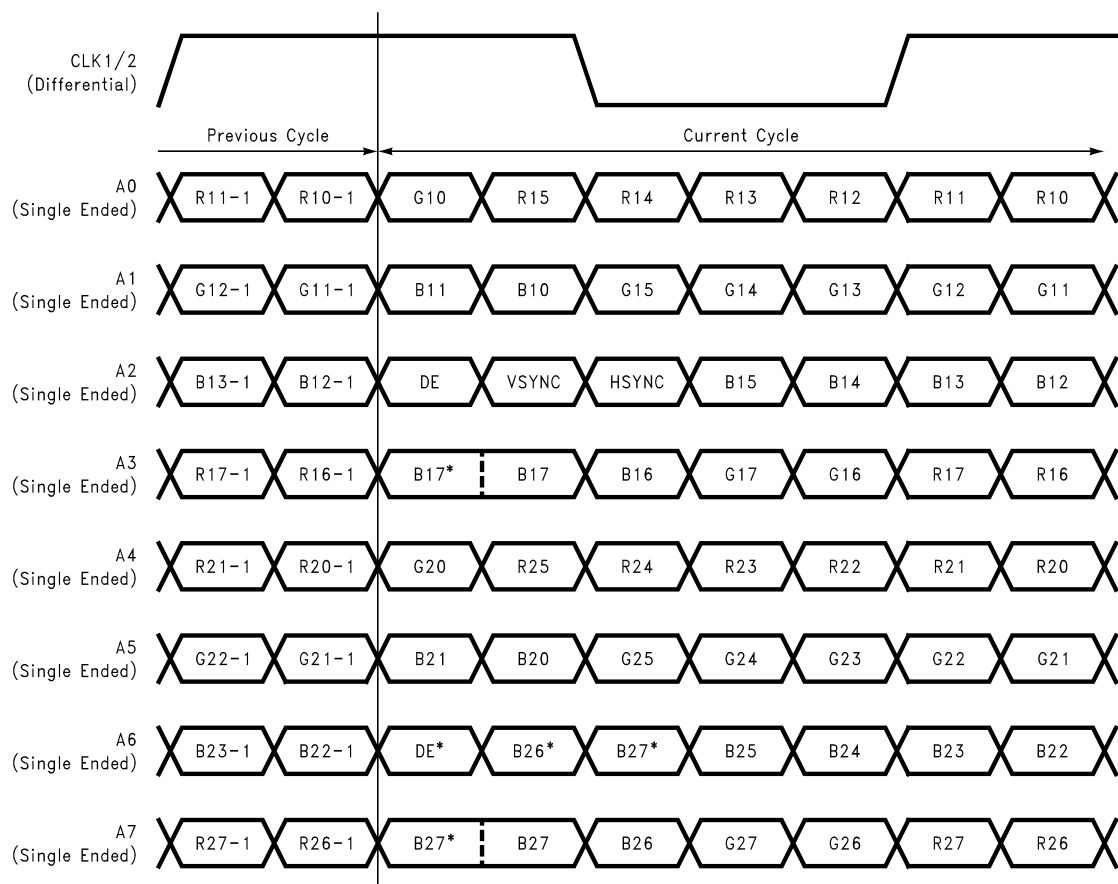 CLK1/2
(Differential)
Previous Cycle Current Cycle
A0
(Single Ended)
R11-1 R10-1 G10 R15 R14 R13 R12 R11 R10
A1
(Single Ended)
G12-1 G11-1 B11 B10 G15 G14 G13 G12 G11
A2
(Single Ended)
B13-1 B12-1 DE VSYNC HSYNC B15 B14 B13 B12
A3
(Single Ended)
R17-1 R16-1 B17* B17 B16 G17 G16 R17 R16
A4
(Single Ended)
R21-1 R20-1 G20 R25 R24 R23 R22 R21 R20
A5
(Single Ended)
G22-1 G21-1 B21 B20 G25 G24 G23 G22 G21
A6
(Single Ended)
B23-1 B22-1 DE* B26* B27* B25 B24 B23 B22
A7
(Single Ended)
R27-1 R26-1 B27* B27 B26 G27 G26 R27 R26